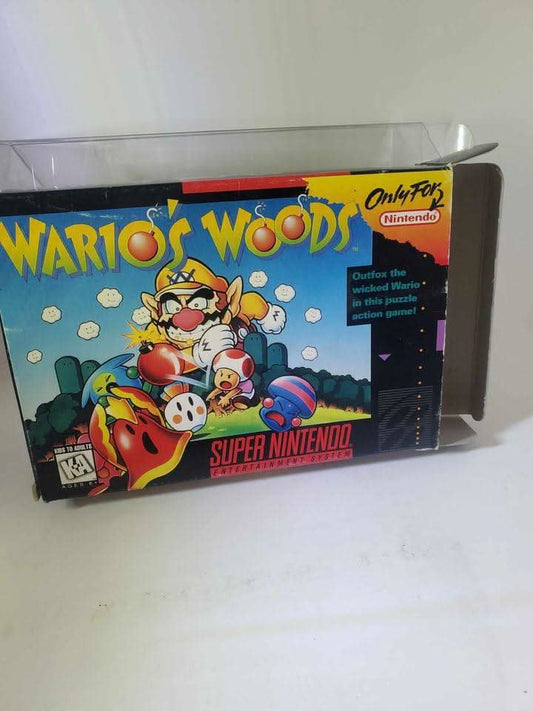 Only For
Nintendo
WARIO'S WOODS
TM
Outfox the
wicked Wario
in this puzzle
action game!
KIDS TO ADULTS
K-A
AGES 6+
SUPER NINTENDO
ENTERTAINMENT SYSTEM